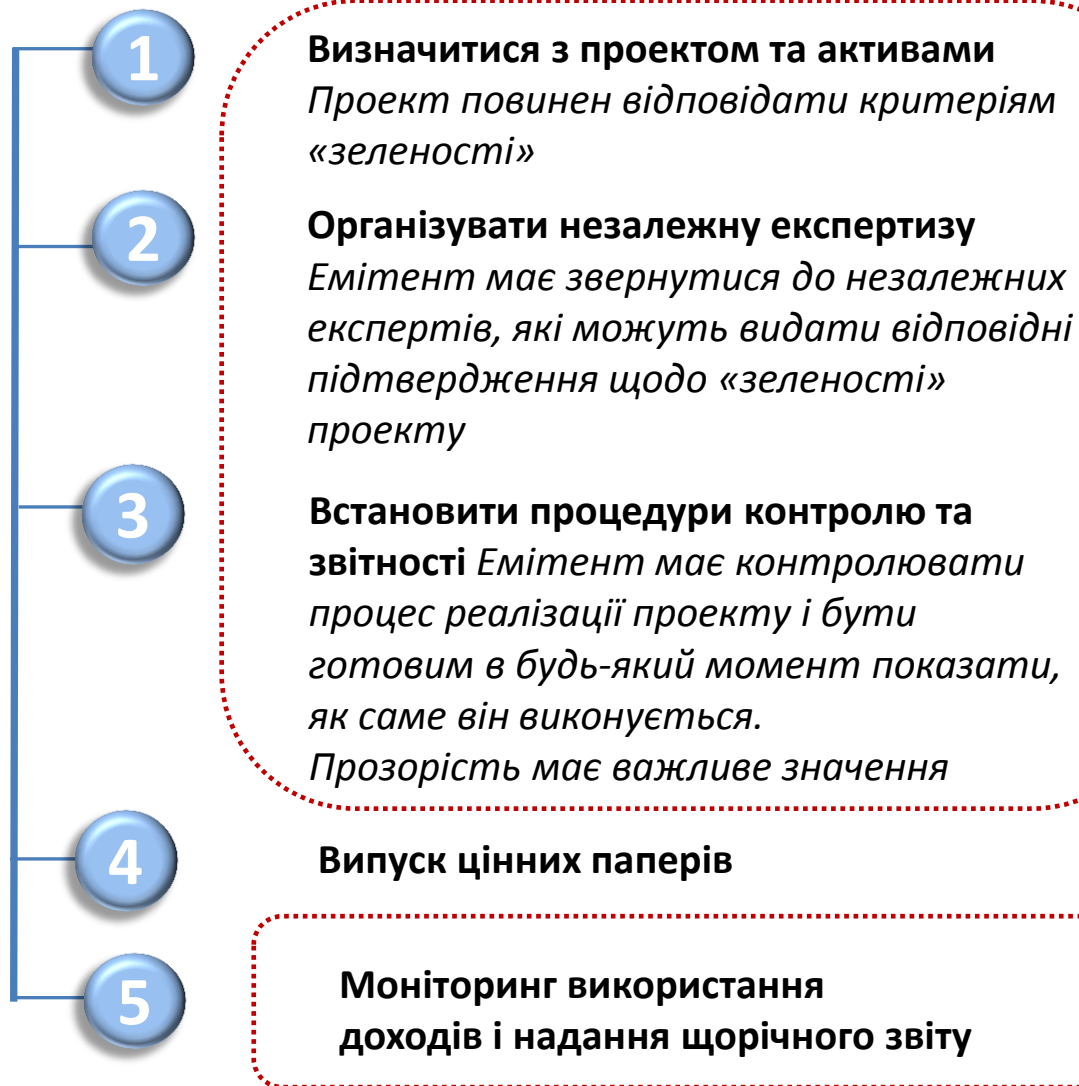 1
Визначитися з проектом та активами
Проект повинен відповідати критеріям
«зелености»
2
Організувати незалежну експертизу
Емітент має звернутися до незалежних
експертів, які можуть видати відповідні
підтвердження щодо «зелености»
проекту
3
Встановити процедури контролю та
звітності Емітент має контролювати
процес реалізації проекту і бути
готовим в будь-який момент показати,
як саме він виконується.
Прозорість має важливе значення
4
Випуск цінних паперів
5
Моніторинг використання
доходів і надання щорічного звіту